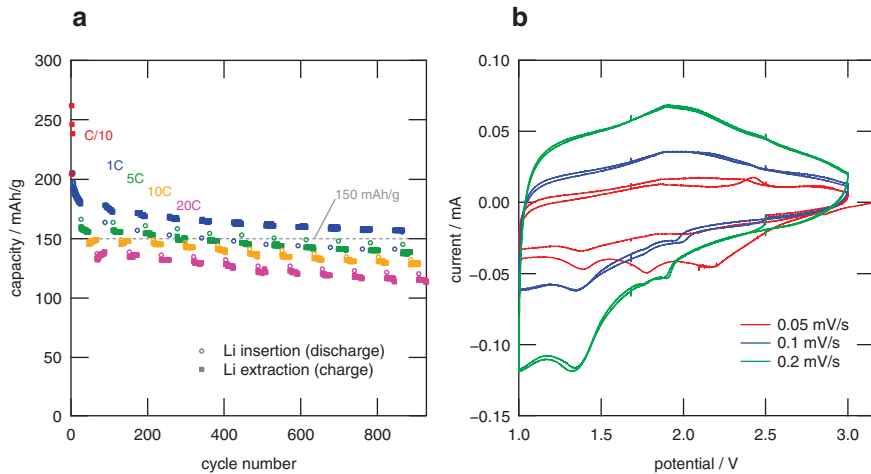 a
300
250
200
150
100
50
0
capacity / mAh/g
C/10
1C
5C
10C
20C
150 mAh/g
Li insertion (discharge)
Li extraction (charge)
0
200
400
600
800
cycle number
b
0.10
0.05
0.00
−0.05
−0.10
−0.15
current / mA
0.05 mV/s
0.1 mV/s
0.2 mV/s
1.0
1.5
2.0
2.5
3.0
potential / V